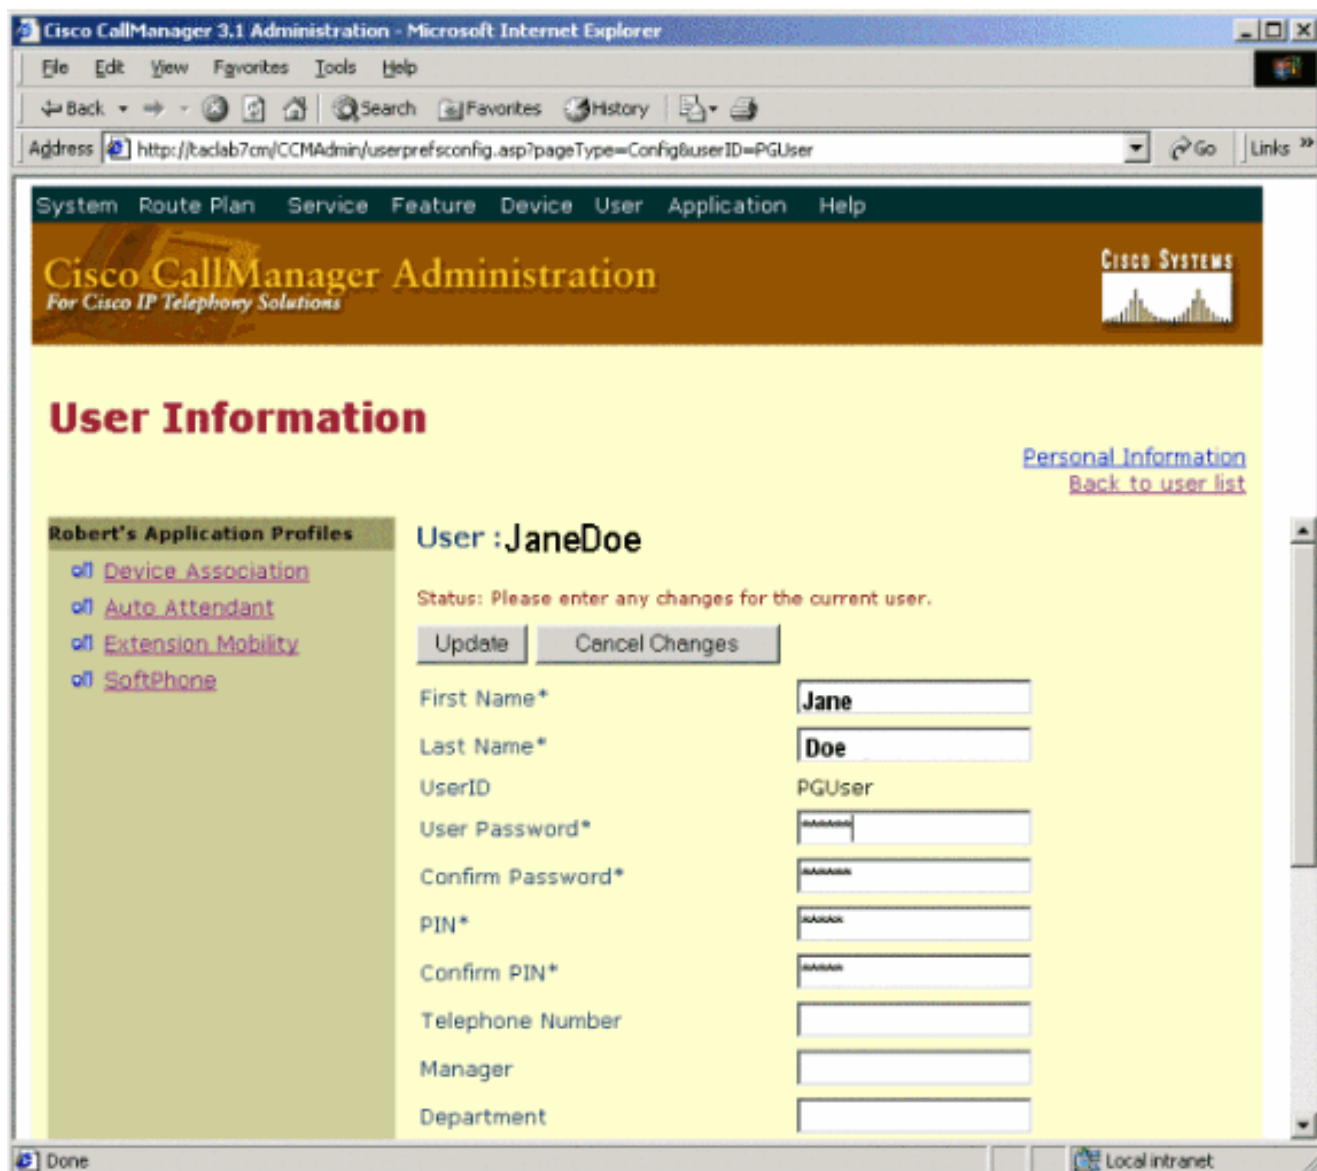 Cisco CallManager 3.1 Administration - Microsoft Internet Explorer
File Edit View Favorites Tools Help
Back Search Favorites History
Address http://taclab7cm/CCMAdmin/userprefsconfig.asp?pageType=Config&userID=PGUser Go Links »
System Route Plan Service Feature Device User Application Help
Cisco CallManager Administration
For Cisco IP Telephony Solutions
CISCO SYSTEMS
User Information
Personal Information
Back to user list
Robert's Application Profiles
Device Association
Auto Attendant
Extension Mobility
SoftPhone
User : JaneDoe
Status: Please enter any changes for the current user.
Update Cancel Changes
First Name* Jane
Last Name* Doe
UserID PGUser
User Password* ******
Confirm Password* ******
PIN* *****
Confirm PIN* *****
Telephone Number
Manager
Department
Done Local intranet